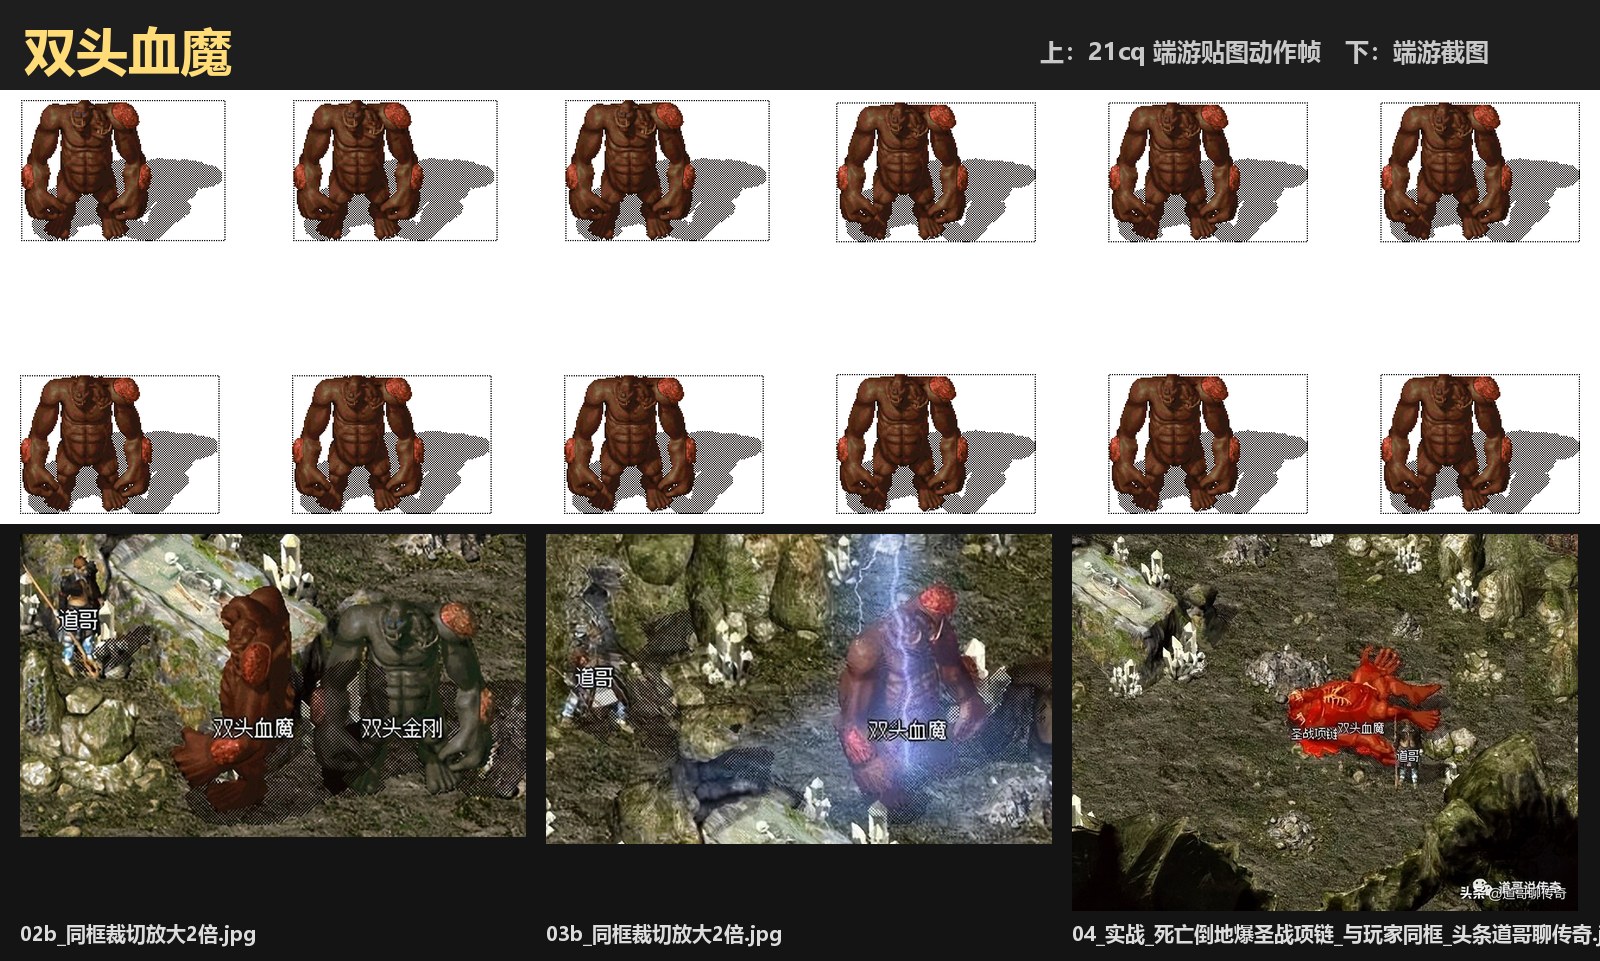 双头血魔
上：21cq 端游贴图动作帧　下：端游截图
道哥
双头血魔
双头金刚
道哥
双头血魔
圣战项链
双头血魔
道哥
头条@道哥聊传奇
道哥说传奇
02b_同框裁切放大2倍.jpg
03b_同框裁切放大2倍.jpg
04_实战_死亡倒地爆圣战项链_与玩家同框_头条道哥聊传奇.j